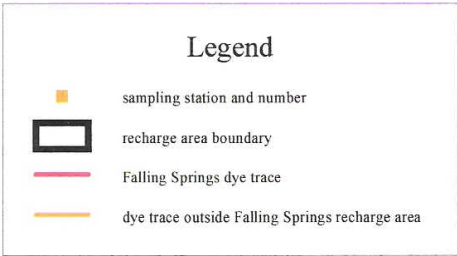 Legend
sampling station and number
recharge area boundary
Falling Springs dye trace
dye trace outside Falling Springs recharge area